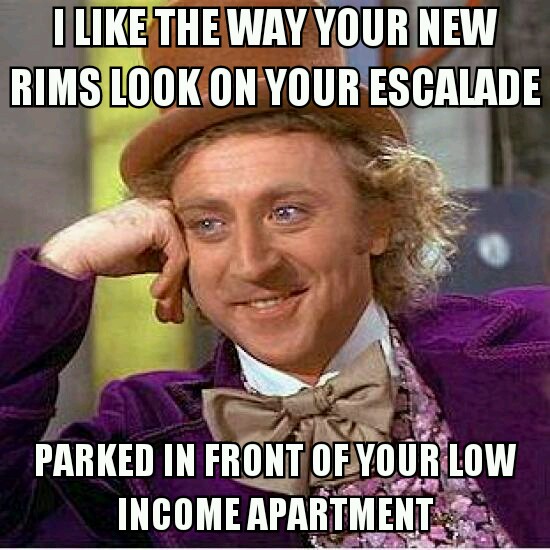 I LIKE THE WAY YOUR NEW
RIMS LOOK ON YOUR ESCALADE
PARKED IN FRONT OF YOUR LOW
INCOME APARTMENT